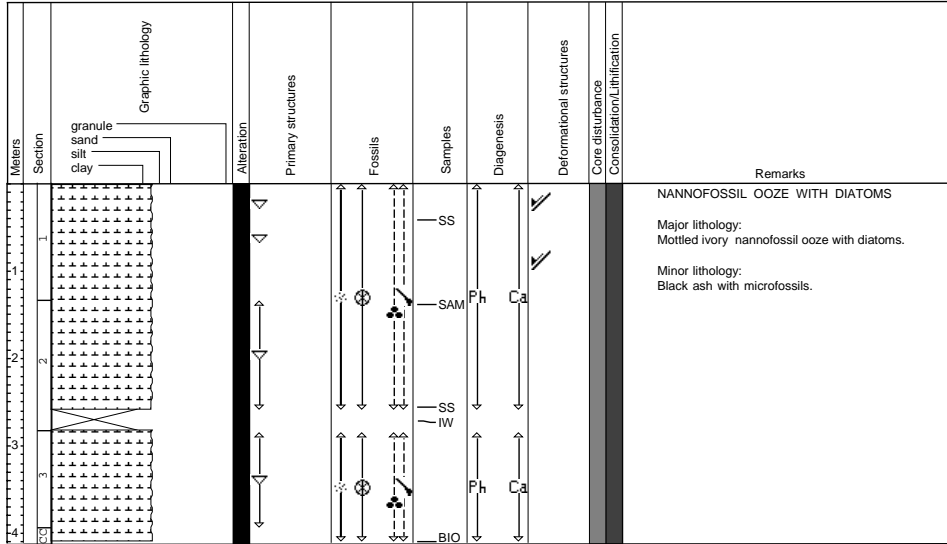 Meters
Section
Graphic lithology
granule
sand
silt
clay
Alteration
Primary structures
Fossils
Samples
Diagenesis
Deformational structures
Core disturbance
Consolidation/Lithification
Remarks
NANNOFOSSIL OOZE WITH DIATOMS
Major lithology:
Mottled ivory nannofossil ooze with diatoms.
Minor lithology:
Black ash with microfossils.
1
SS
1
SAM
Ph
Ca
2
2
SS
IW
3
3
Ph
Ca
4
CC
BIO